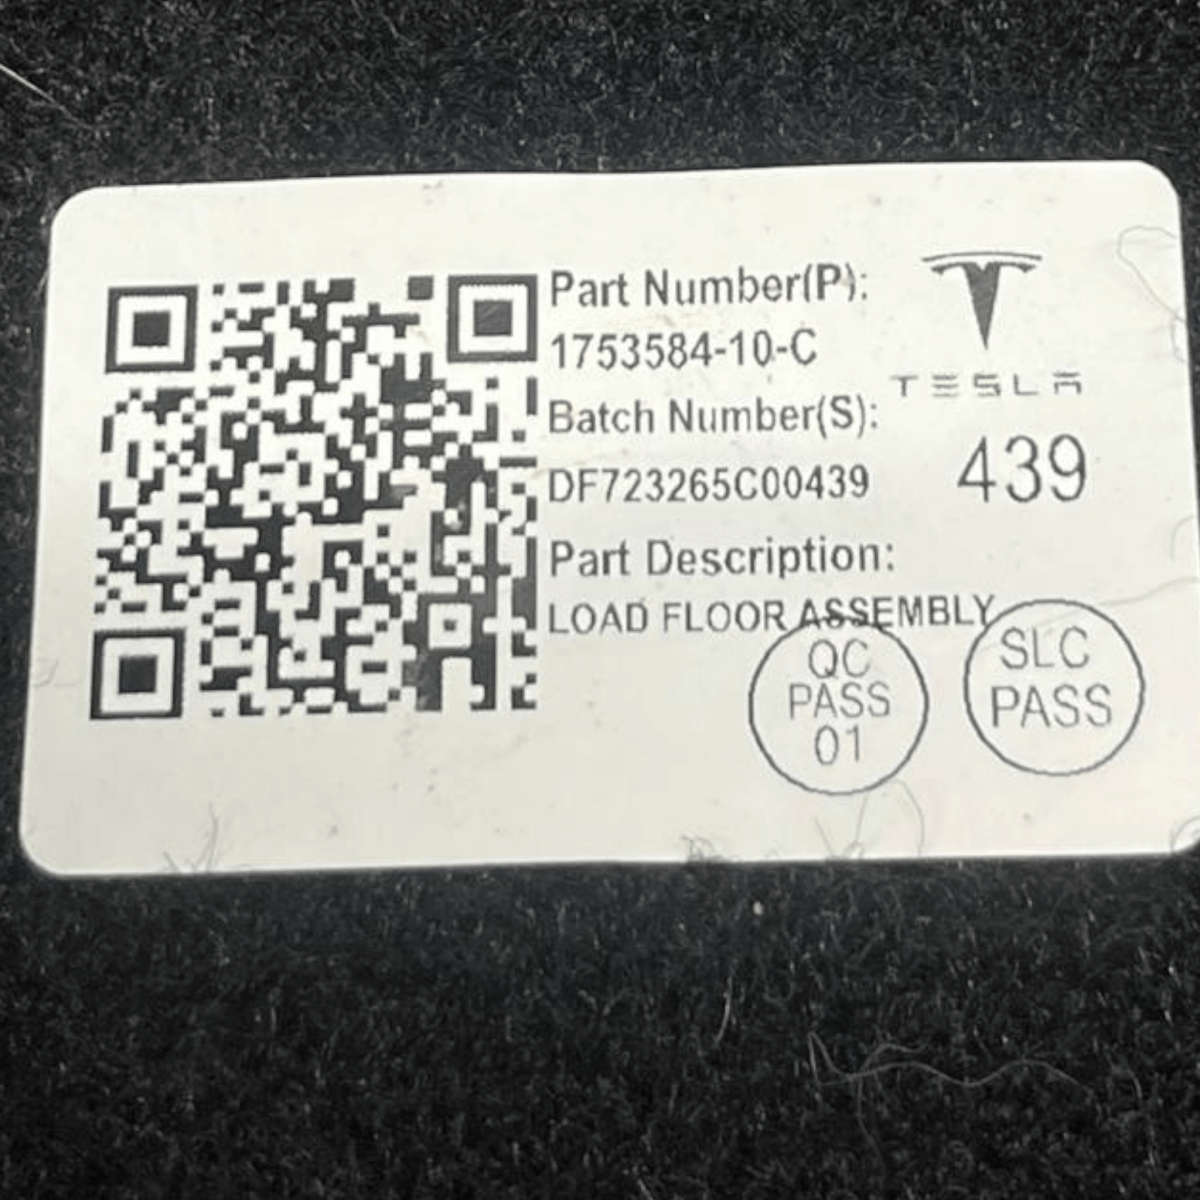 Part Number(P):
1753584-10-C
TESLA
Batch Number(S):
DF723265C00439
439
Part Description:
LOAD FLOOR ASSEMBLY
QC
PASS
01
SLC
PASS